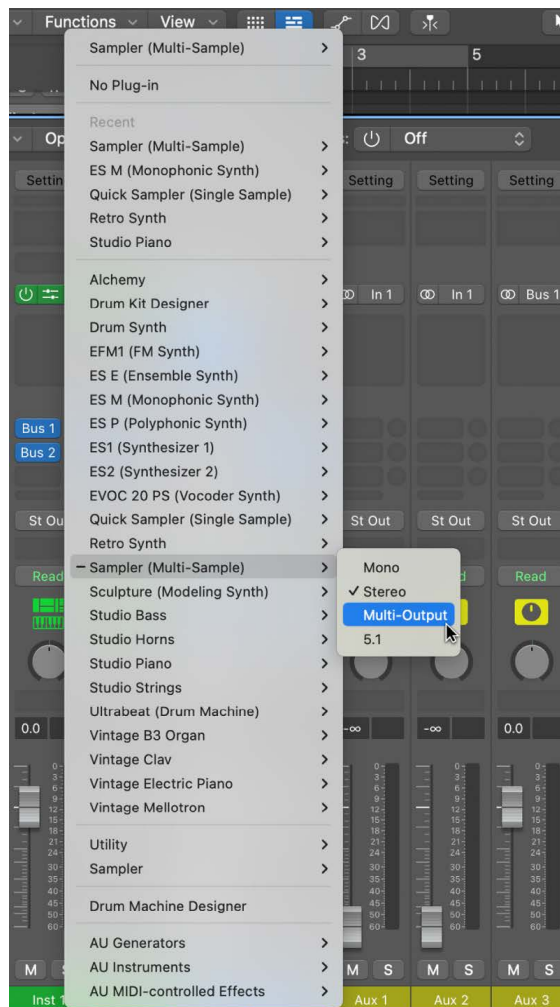 Functions
View
3
5
Op
Off
Setting
Setting
Setting
In 1
In 1
Bus 1
Bus 1
Bus 2
St Out
St Out
St Out
Read
Read
Sampler (Multi-Sample)
No Plug-in
Recent
Sampler (Multi-Sample)
ES M (Monophonic Synth)
Quick Sampler (Single Sample)
Retro Synth
Studio Piano
Alchemy
Drum Kit Designer
Drum Synth
EFM1 (FM Synth)
ES E (Ensemble Synth)
ES M (Monophonic Synth)
ES P (Polyphonic Synth)
ES1 (Synthesizer 1)
ES2 (Synthesizer 2)
EVOC 20 PS (Vocoder Synth)
Quick Sampler (Single Sample)
Retro Synth
Sampler (Multi-Sample)
Mono
Stereo
Multi-Output
5.1
Sculpture (Modeling Synth)
Studio Bass
Studio Horns
Studio Piano
Studio Strings
Ultrabeat (Drum Machine)
Vintage B3 Organ
Vintage Clav
Vintage Electric Piano
Vintage Mellotron
Utility
Sampler
Drum Machine Designer
AU Generators
AU Instruments
AU MIDI-controlled Effects
0.0
-∞
-∞
0.0
M S M S M S
Inst 1
Aux 1
Aux 2
Aux 3